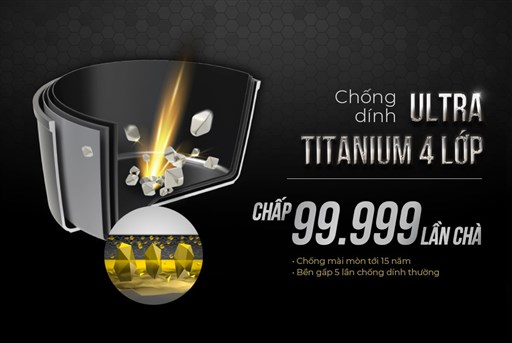 Chống dính ULTRA
TITANIUM 4 LỚP
CHẤP 99.999 LẦN CHÀ
• Chống mài mòn tới 15 năm
• Bền gấp 5 lần chống dính thường